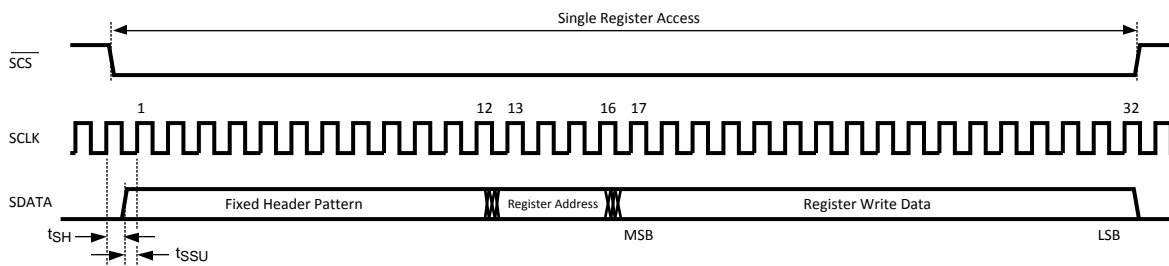 Single Register Access
SCS
1 12 13 16 17 32
SCLK
SDATA Fixed Header Pattern Register Address Register Write Data
tSH MSB LSB
tSSU